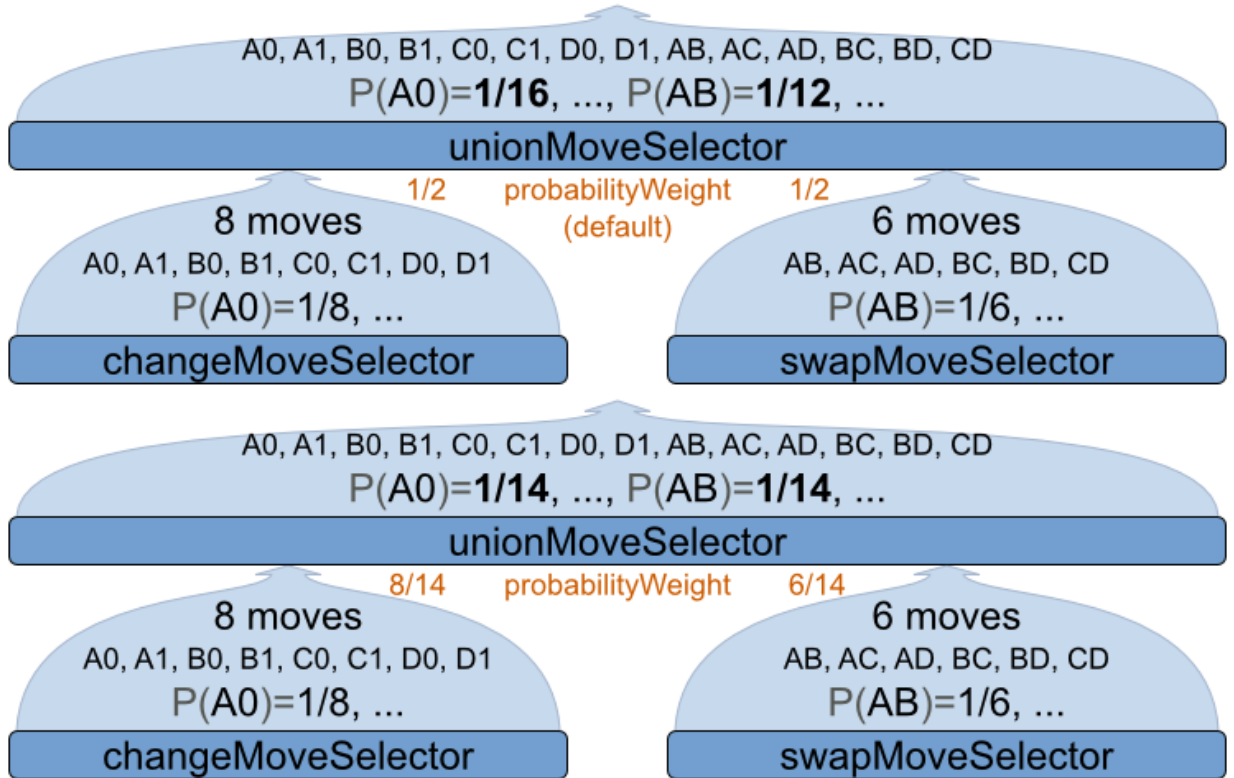 A0, A1, B0, B1, C0, C1, D0, D1, AB, AC, AD, BC, BD, CD
P(A0)=1/16, ..., P(AB)=1/12, ...
unionMoveSelector
1/2 probabilityWeight 1/2
(default)
8 moves
A0, A1, B0, B1, C0, C1, D0, D1
P(A0)=1/8, ...
changeMoveSelector
6 moves
AB, AC, AD, BC, BD, CD
P(AB)=1/6, ...
swapMoveSelector
A0, A1, B0, B1, C0, C1, D0, D1, AB, AC, AD, BC, BD, CD
P(A0)=1/14, ..., P(AB)=1/14, ...
unionMoveSelector
8/14 probabilityWeight 6/14
8 moves
A0, A1, B0, B1, C0, C1, D0, D1
P(A0)=1/8, ...
changeMoveSelector
6 moves
AB, AC, AD, BC, BD, CD
P(AB)=1/6, ...
swapMoveSelector